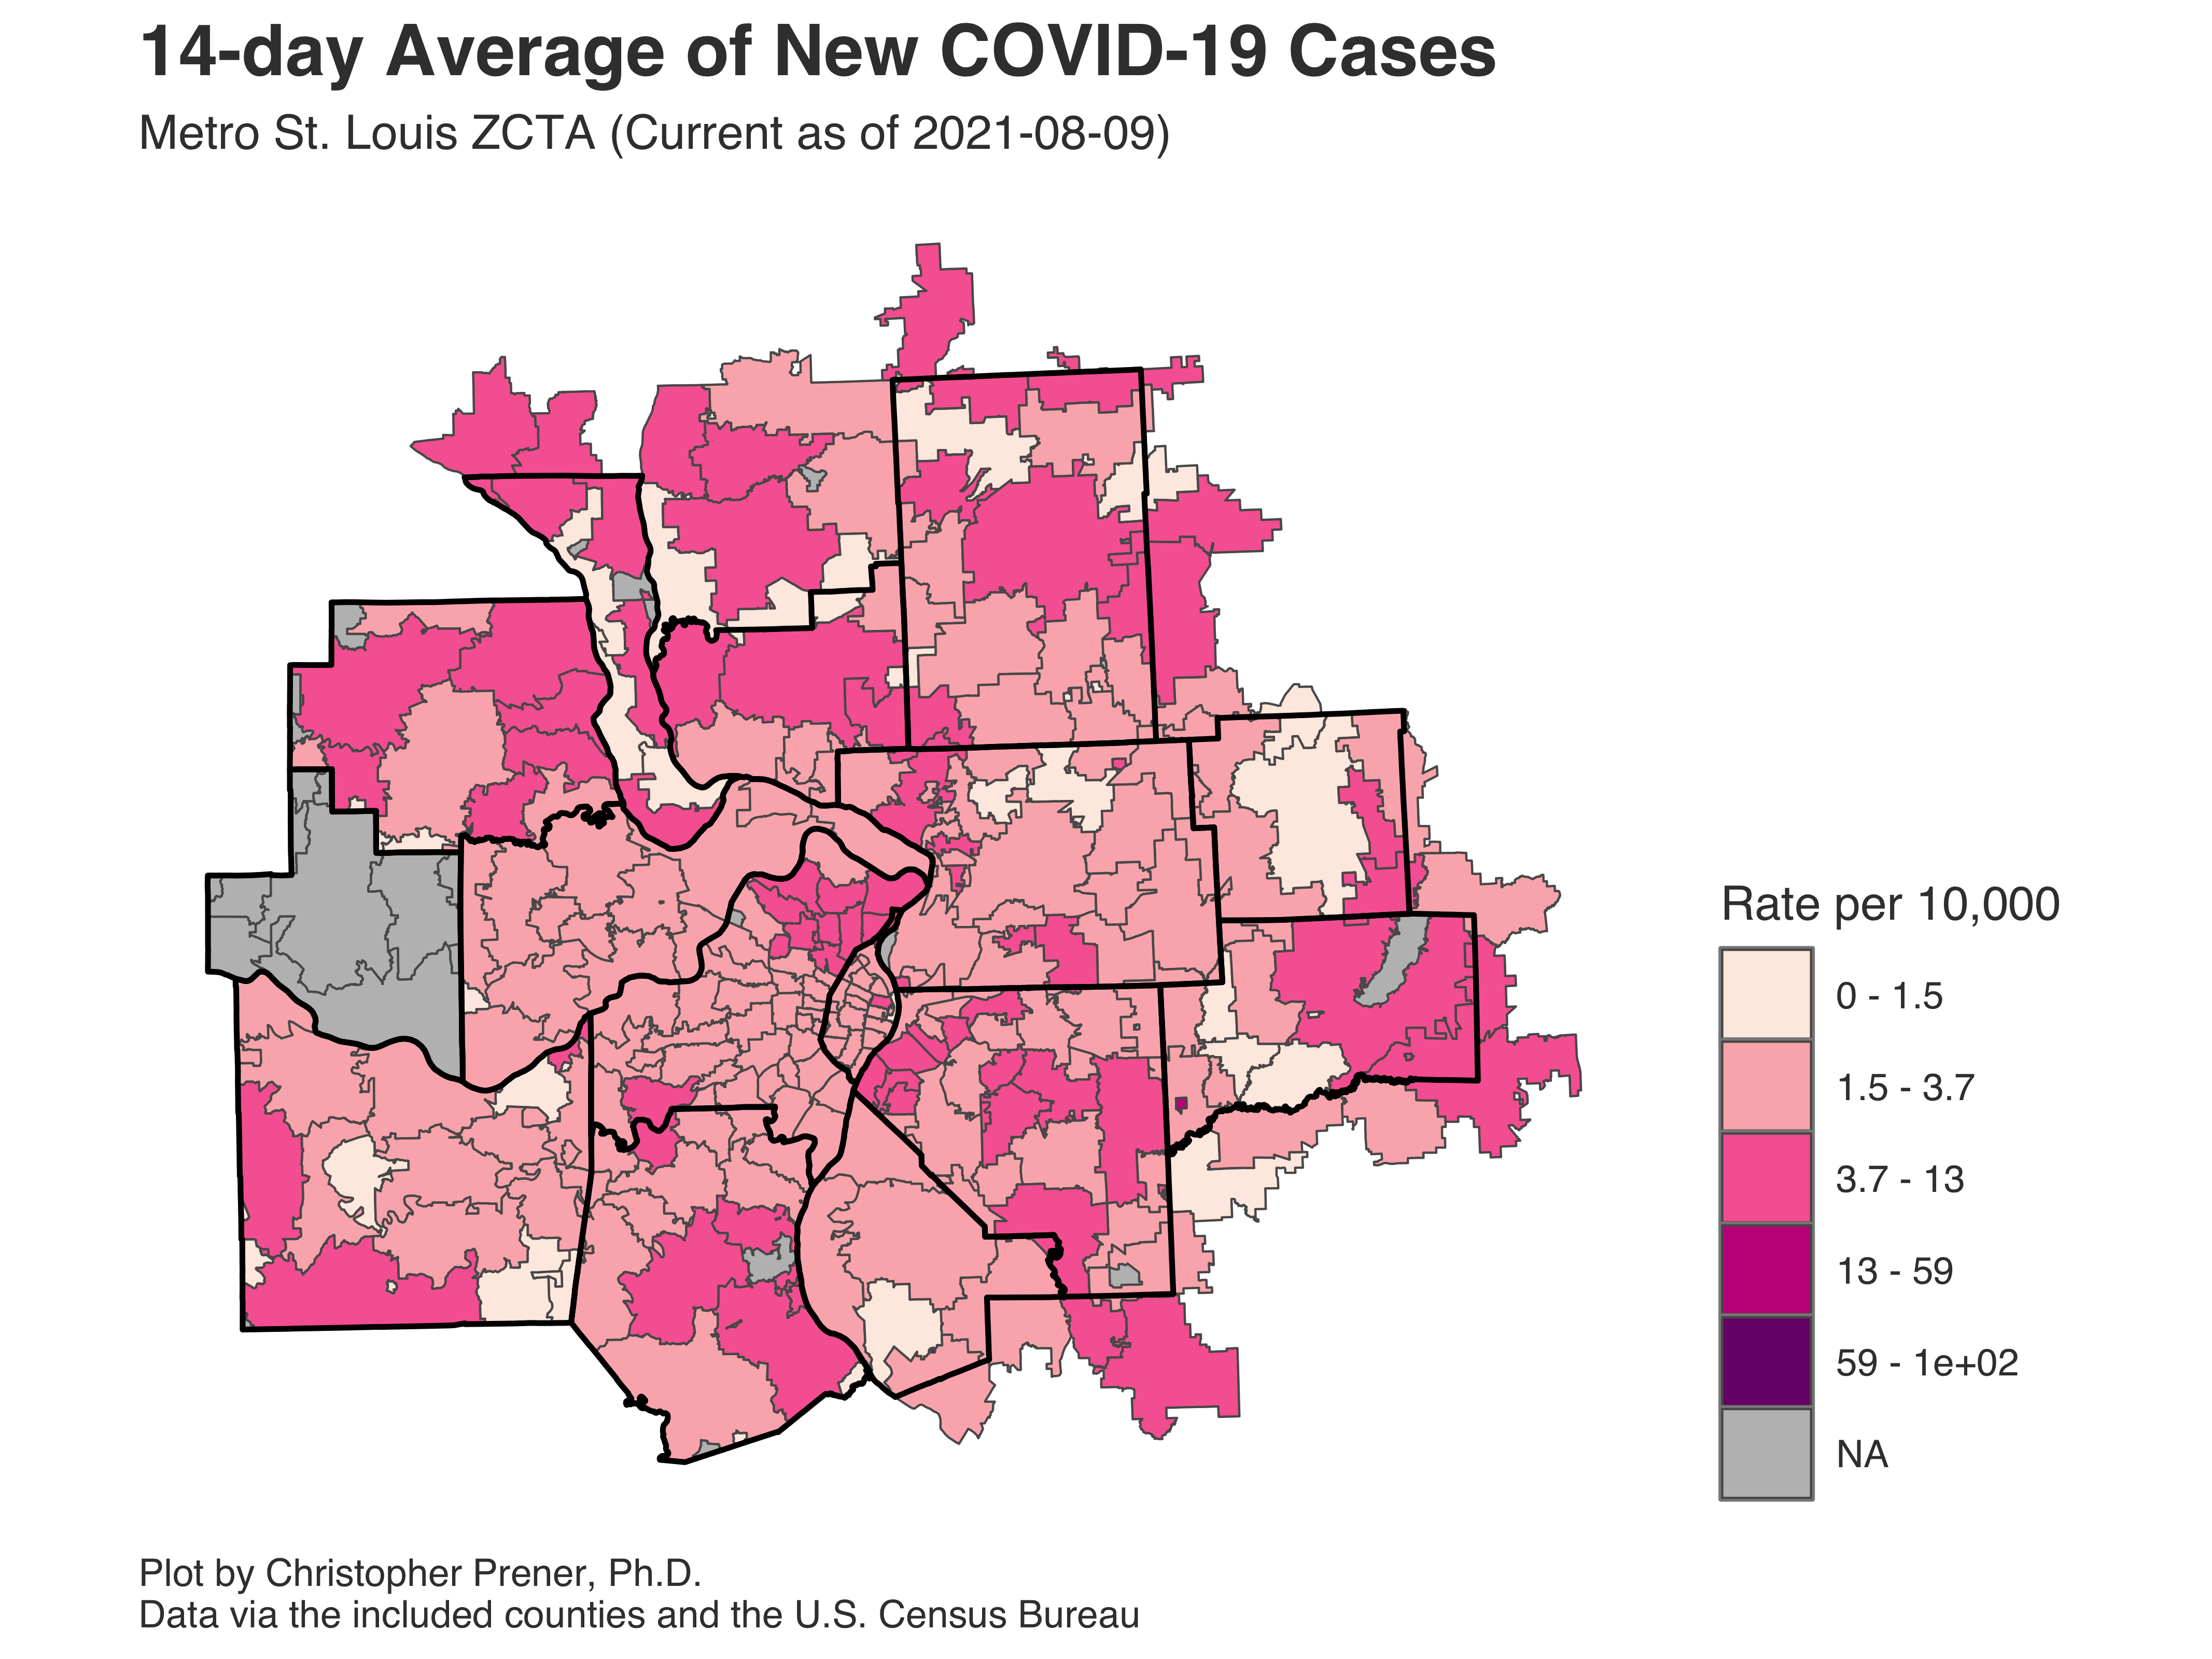 14-day Average of New COVID-19 Cases
Metro St. Louis ZCTA (Current as of 2021-08-09)
Rate per 10,000
0 - 1.5
1.5 - 3.7
3.7 - 13
13 - 59
59 - 1e+02
NA
Plot by Christopher Prener, Ph.D.
Data via the included counties and the U.S. Census Bureau